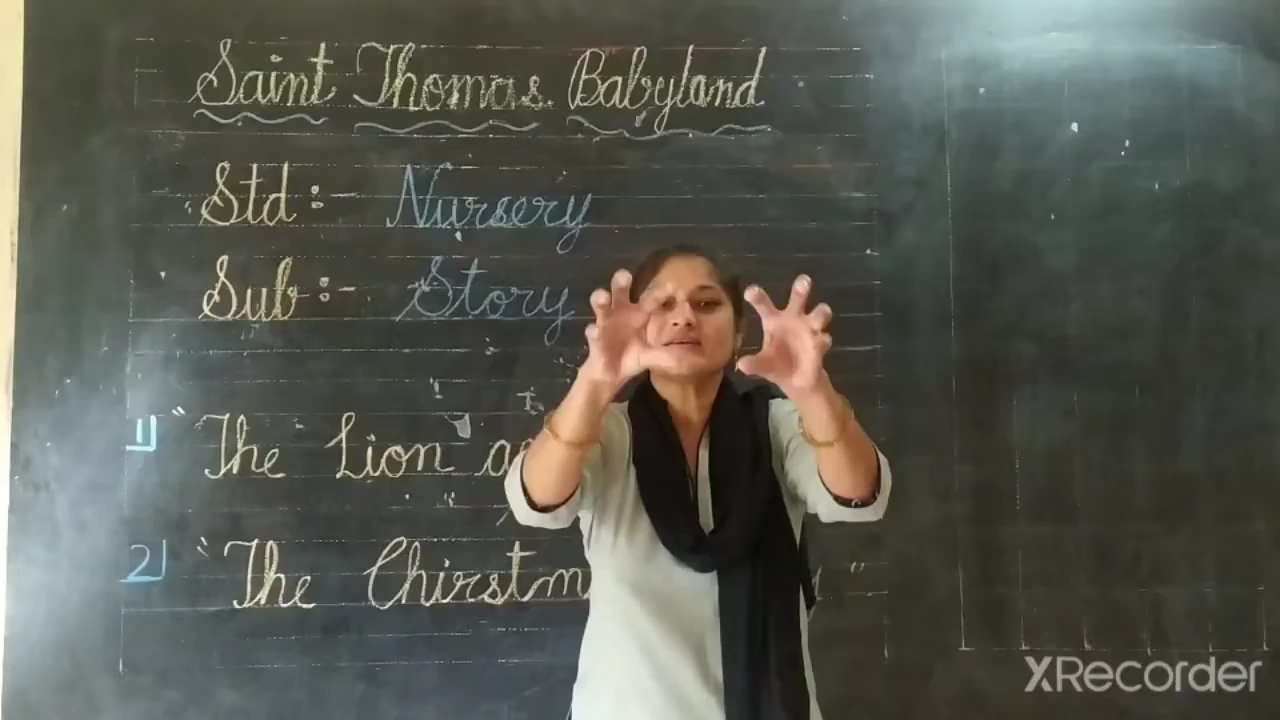 Saint Thomas Babyland
Std :- Nursery
Sub :- Story
1) "The Lion
2) "The Chirstm "
XRecorder